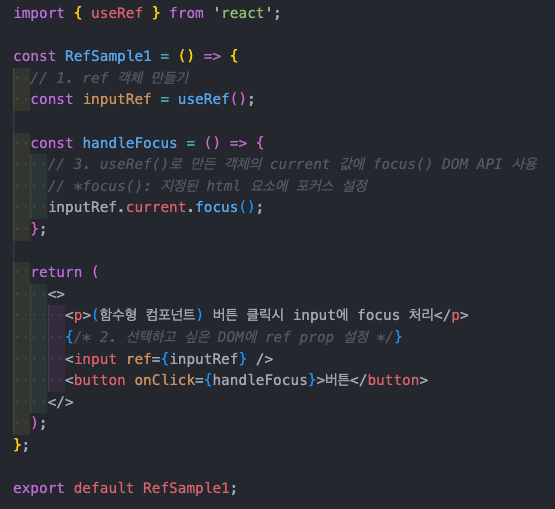 import { useRef } from 'react';
const RefSample1 = () => {
// 1. ref 객체 만들기
const inputRef = useRef();
const handleFocus = () => {
// 3. useRef()로 만든 객체의 current 값에 focus() DOM API 사용
// *focus(): 지정된 html 요소에 포커스 설정
inputRef.current.focus();
};
return (
<>
<p>(함수형 컴포넌트) 버튼 클릭시 input에 focus 처리</p>
{/* 2. 선택하고 싶은 DOM에 ref prop 설정 */}
<input ref={inputRef} />
<button onClick={handleFocus}>버튼</button>
</>
);
};
export default RefSample1;